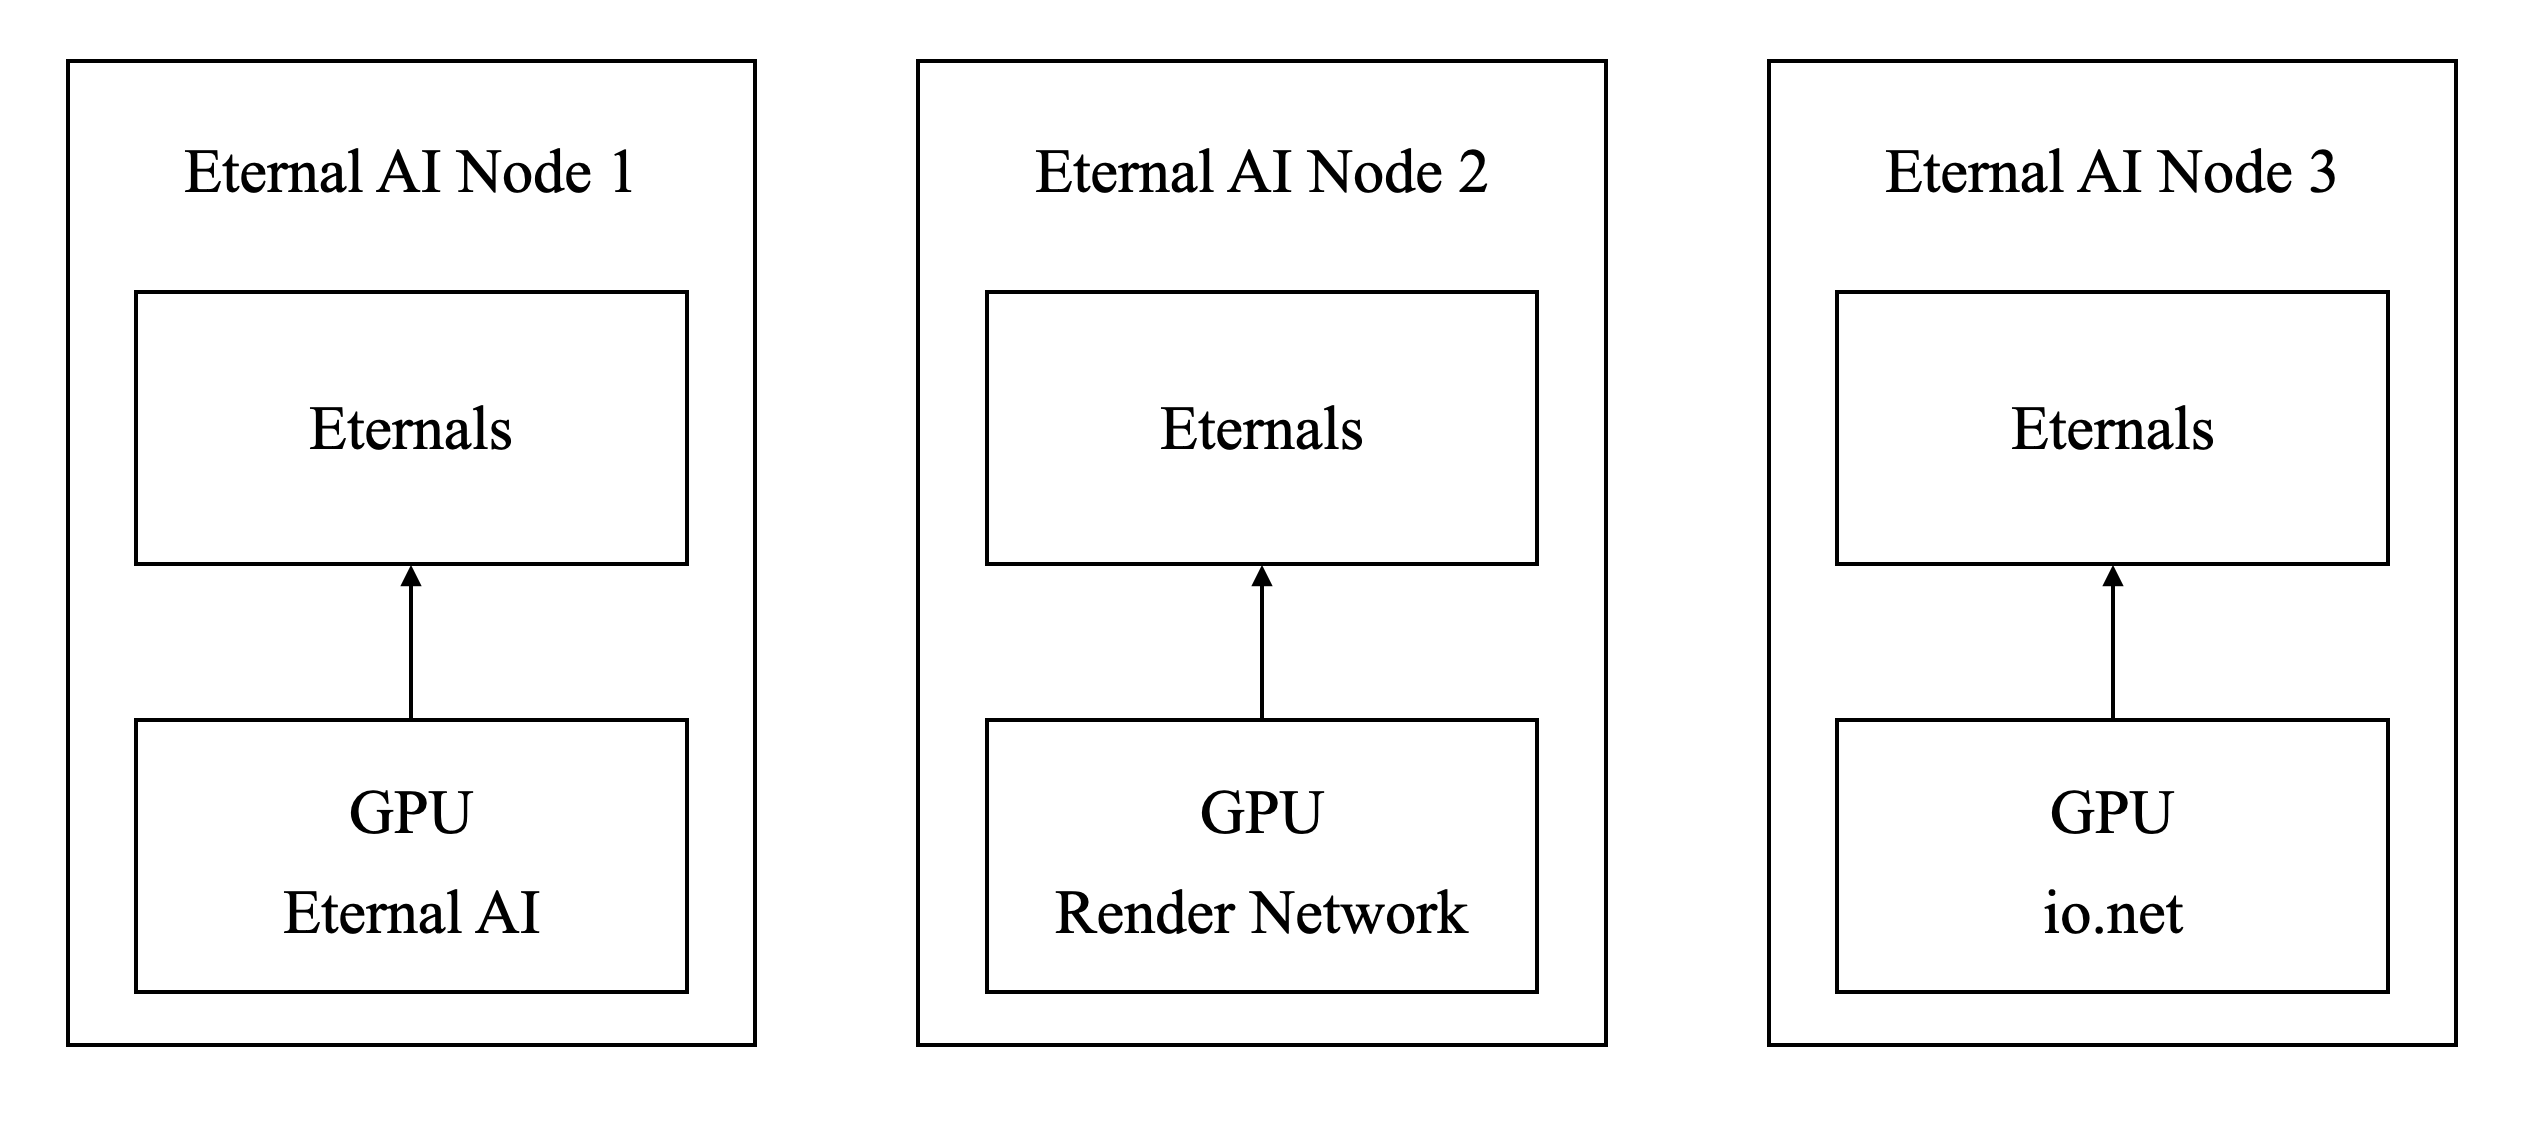 Eternal AI Node 1
Eternals
GPU
Eternal AI
Eternal AI Node 2
Eternals
GPU
Render Network
Eternal AI Node 3
Eternals
GPU
io.net